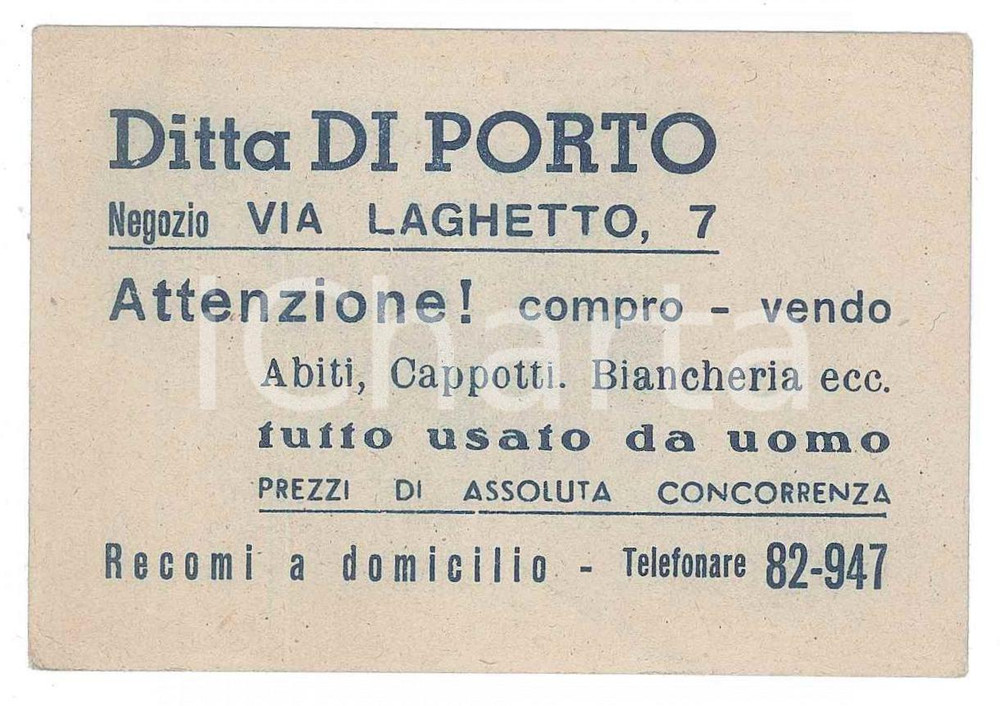 Ditta DI PORTO
Negozio VIA LAGHETTO, 7
Attenzione! compro - vendo
Abiti, Cappotti. Biancheria ecc.
tutto usato da uomo
PREZZI DI ASSOLUTA CONCORRENZA
Recomi a domicilio - Telefonare 82-947
ICharta